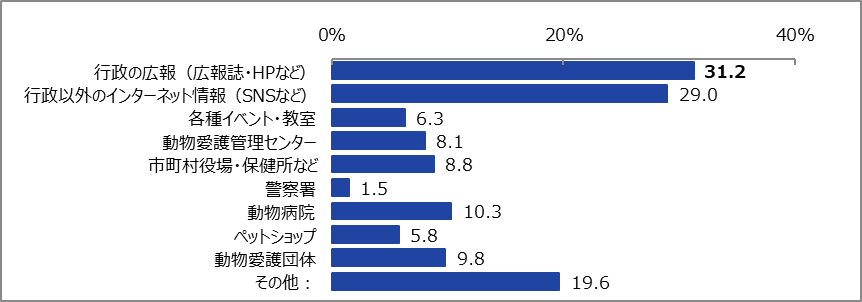 0% 20% 40%
行政の広報（広報誌・HPなど） 31.2
行政以外のインターネット情報（SNSなど） 29.0
各種イベント・教室 6.3
動物愛護管理センター 8.1
市町村役場・保健所など 8.8
警察署 1.5
動物病院 10.3
ペットショップ 5.8
動物愛護団体 9.8
その他： 19.6